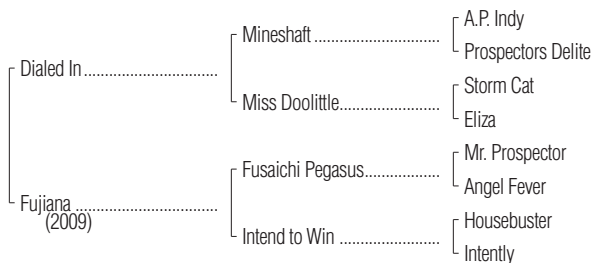 A.P. Indy
Mineshaft
Prospectors Delite
Dialed In
Storm Cat
Miss Doolittle
Eliza
Mr. Prospector
Fusaichi Pegasus
Angel Fever
Fujiana
(2009)
Housebuster
Intend to Win
Intently